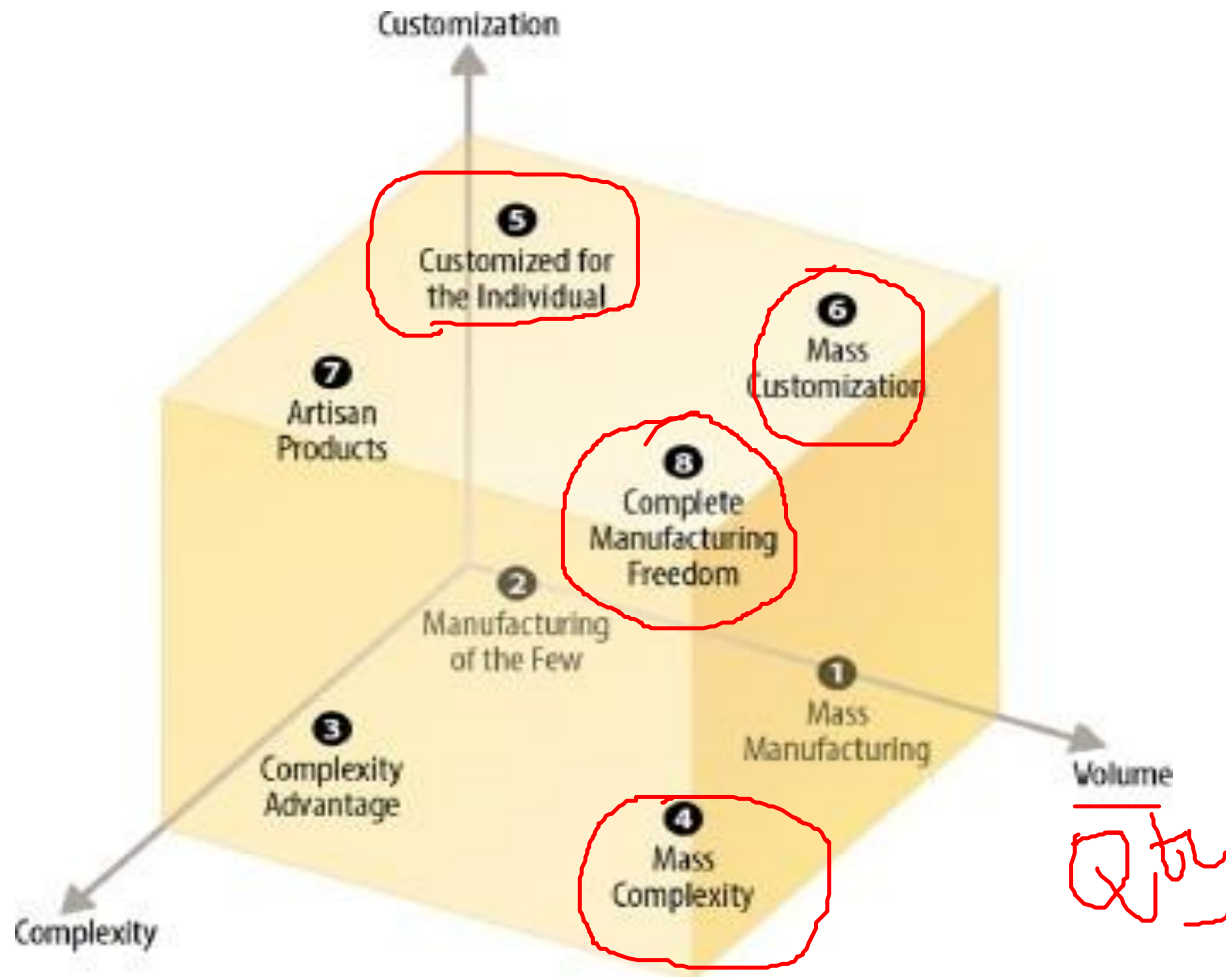 Customization
5
Customized for
the Individual
6
Mass
Customization
7
Artisan
Products
8
Complete
Manufacturing
Freedom
2
Manufacturing
of the Few
1
Mass
Manufacturing
3
Complexity
Advantage
Volume
Qty
4
Mass
Complexity
Complexity